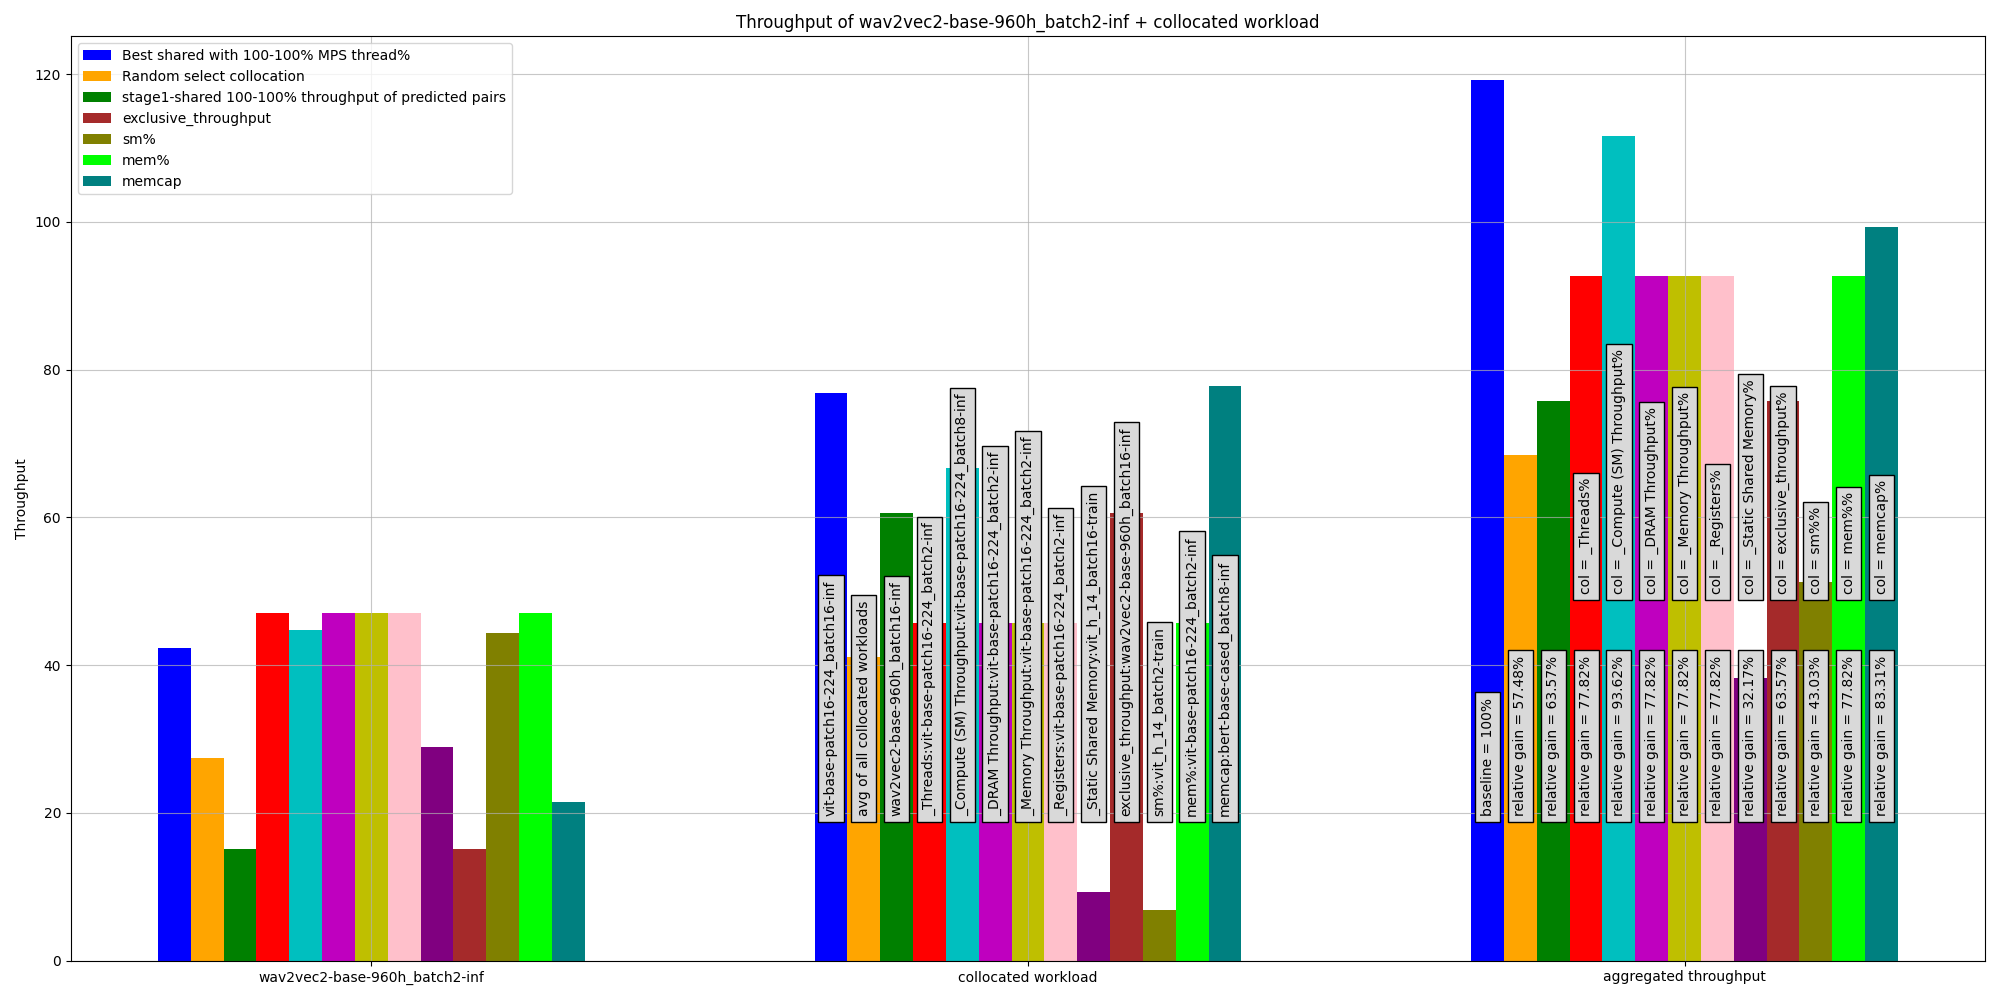 Throughput of wav2vec2-base-960h_batch2-inf + collocated workload
Best shared with 100-100% MPS thread%
Random select collocation
stage1-shared 100-100% throughput of predicted pairs
exclusive_throughput
sm%
mem%
memcap
Throughput
120
100
80
60
40
20
0
vit-base-patch16-224_batch16-inf
avg of all collocated workloads
wav2vec2-base-960h_batch16-inf
_Threads:vit-base-patch16-224_batch2-inf
_Compute (SM) Throughput:vit-base-patch16-224_batch8-inf
_DRAM Throughput:vit-base-patch16-224_batch2-inf
_Memory Throughput:vit-base-patch16-224_batch2-inf
_Registers:vit-base-patch16-224_batch2-inf
_Static Shared Memory:vit_h_14_batch16-train
exclusive_throughput:wav2vec2-base-960h_batch16-inf
sm%:vit_h_14_batch2-train
mem%:vit-base-patch16-224_batch2-inf
memcap:bert-base-cased_batch8-inf
col = _Threads%
col = _Compute (SM) Throughput%
col = _DRAM Throughput%
col = _Memory Throughput%
col = _Registers%
col = _Static Shared Memory%
col = exclusive_throughput%
col = sm%%
col = mem%%
col = memcap%
baseline = 100%
relative gain = 57.48%
relative gain = 63.57%
relative gain = 77.82%
relative gain = 93.62%
relative gain = 77.82%
relative gain = 77.82%
relative gain = 77.82%
relative gain = 32.17%
relative gain = 63.57%
relative gain = 43.03%
relative gain = 77.82%
relative gain = 83.31%
wav2vec2-base-960h_batch2-inf
collocated workload
aggregated throughput